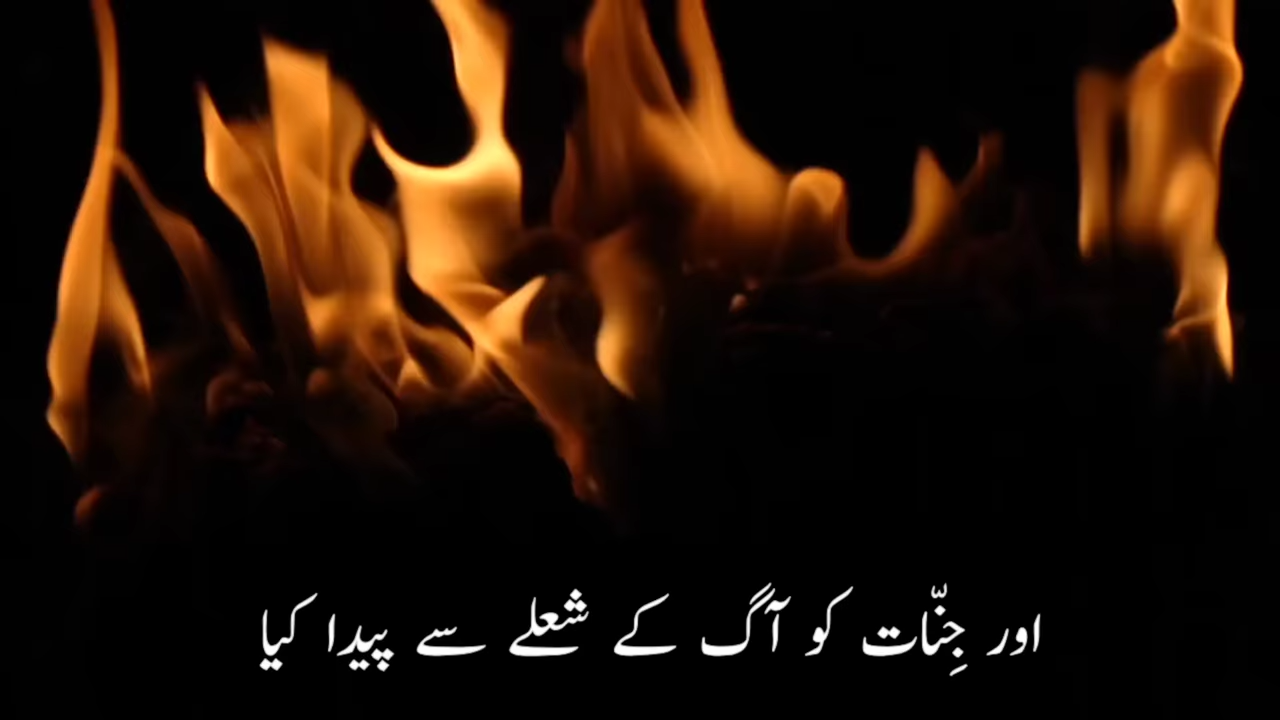 اور جِنّات کو آگ کے شعلے سے پیدا کیا